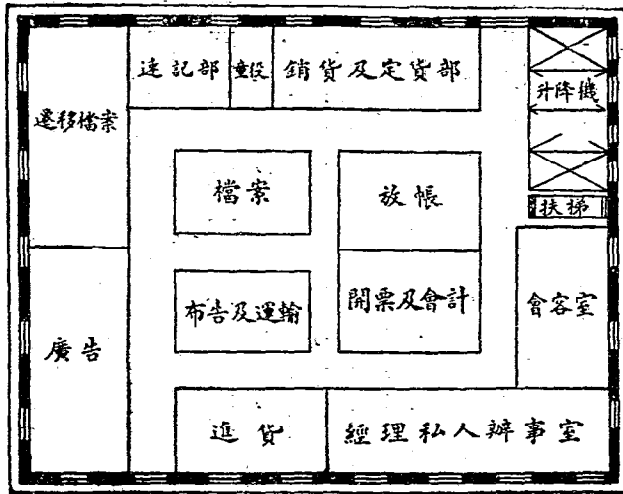 速記部
童役
銷貨及定貨部
升降機
遷移檔案
檔案
放帳
扶梯
布告及運輸
開票及會計
會客室
廣告
進貨
經理私人辦事室